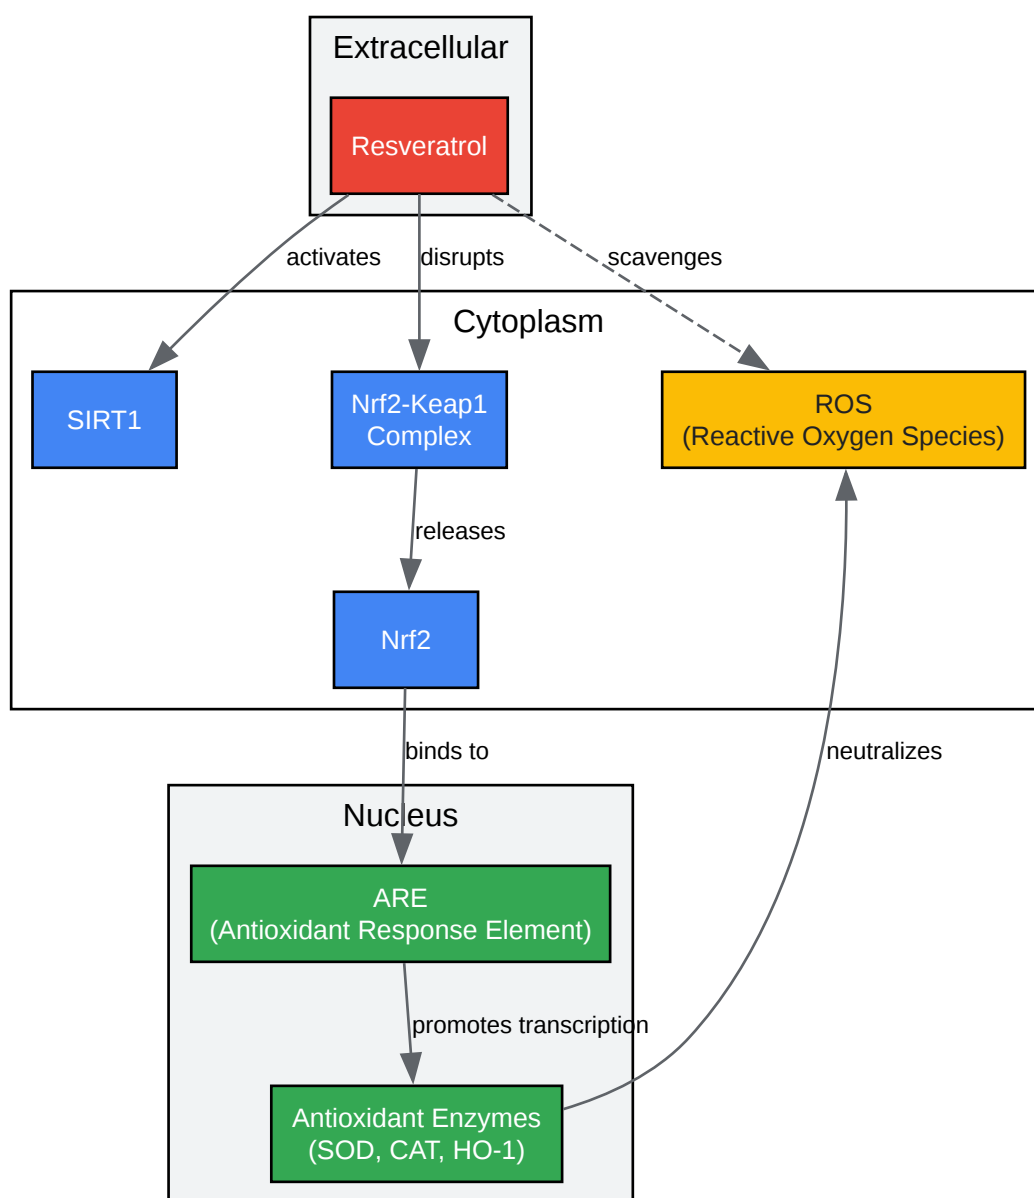 Extracellular
Resveratrol
activates
disrupts
scavenges
Cytoplasm
SIRT1
Nrf2-Keap1
Complex
ROS
(Reactive Oxygen Species)
releases
Nrf2
binds to
neutralizes
Nucleus
ARE
(Antioxidant Response Element)
promotes transcription
Antioxidant Enzymes
(SOD, CAT, HO-1)